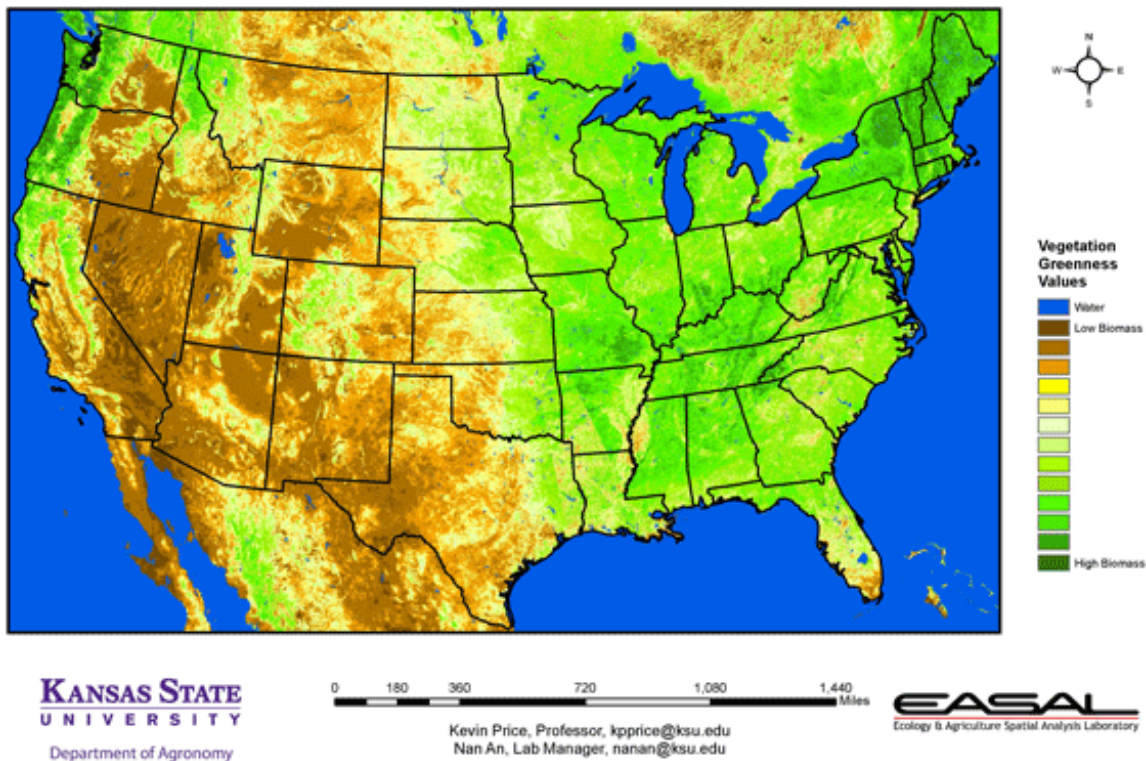 N
W E
S
Vegetation
Greenness
Values
Water
Low Biomass
High Biomass
KANSAS STATE
UNIVERSITY
Department of Agronomy
0 180 360 720 1,080 1,440
Miles
Kevin Price, Professor, kpprice@ksu.edu
Nan An, Lab Manager, nanan@ksu.edu
EASAL
Ecology & Agriculture Spatial Analysis Laboratory